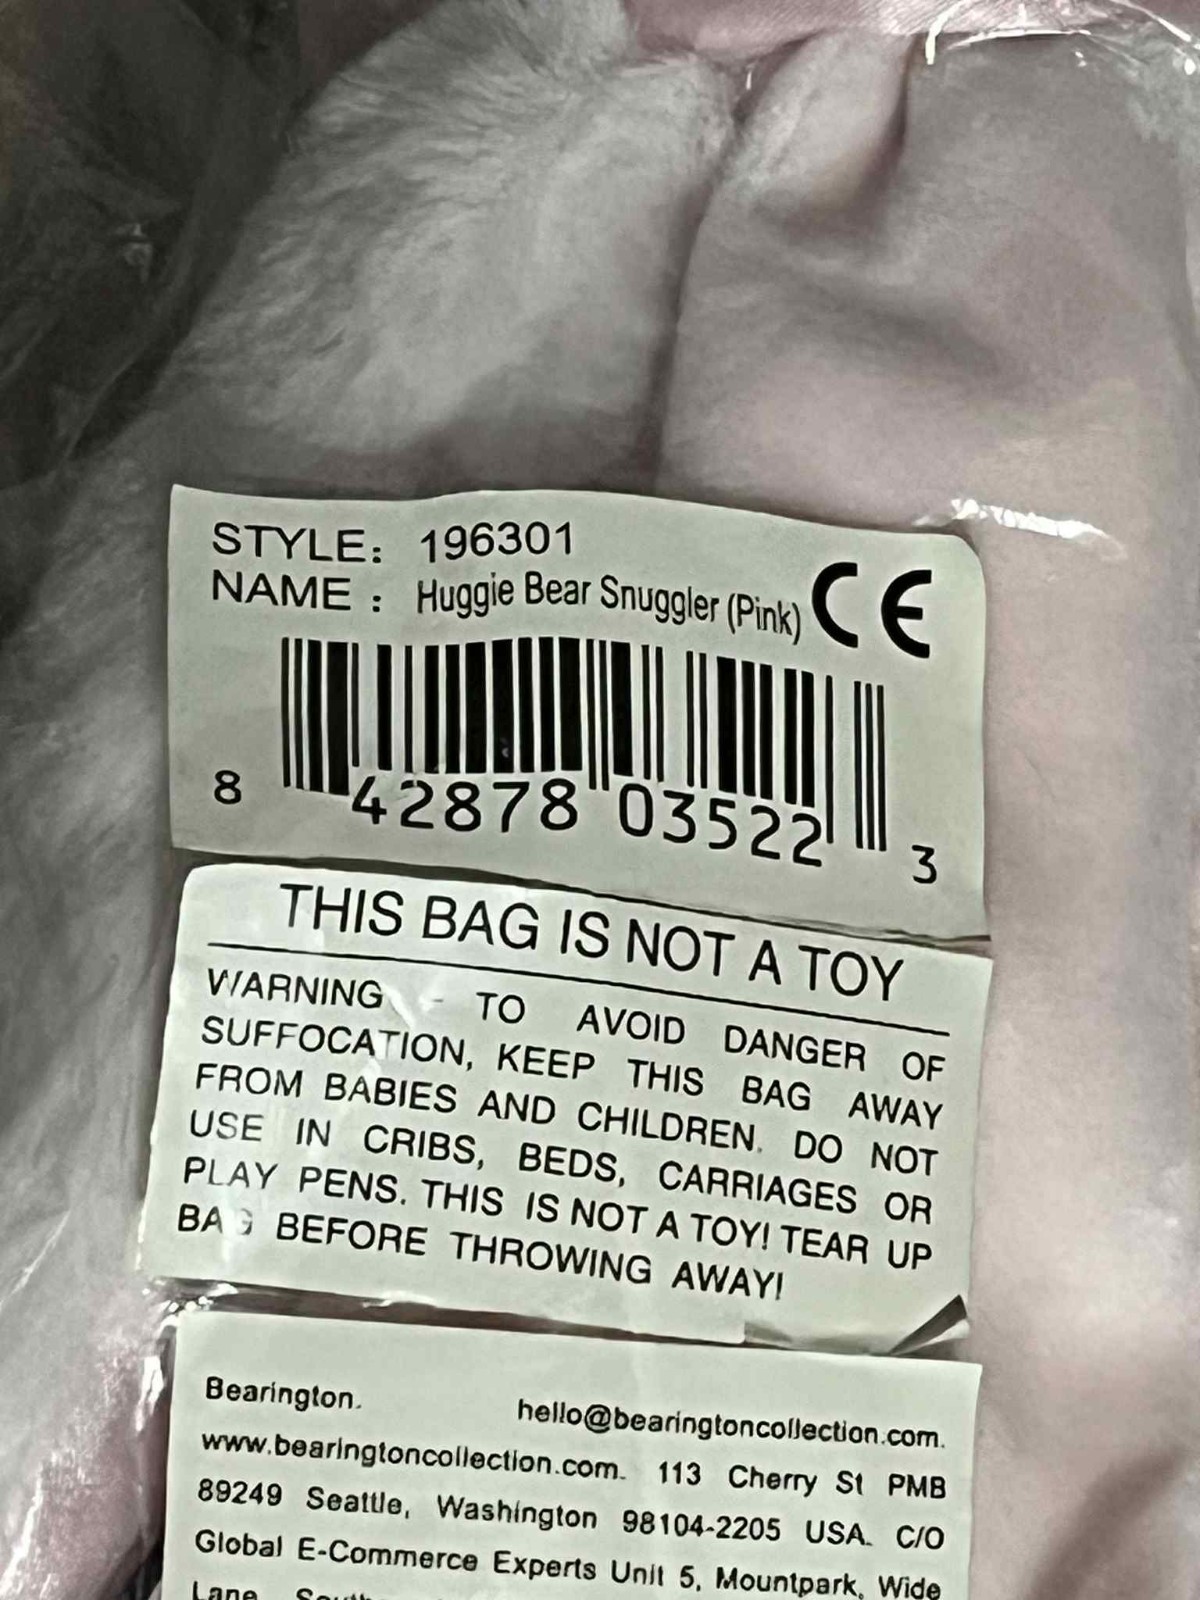 STYLE: 196301
NAME : Huggie Bear Snuggler (Pink) CE
8 42878 03522 3
THIS BAG IS NOT A TOY
WARNING - TO AVOID DANGER OF
SUFFOCATION, KEEP THIS BAG AWAY
FROM BABIES AND CHILDREN. DO NOT
USE IN CRIBS, BEDS, CARRIAGES OR
PLAY PENS. THIS IS NOT A TOY! TEAR UP
BAG BEFORE THROWING AWAY!
Bearington. hello@bearingtoncollection.com.
www.bearingtoncollection.com. 113 Cherry St PMB
89249 Seattle, Washington 98104-2205 USA. C/O
Global E-Commerce Experts Unit 5, Mountpark, Wide
Lane